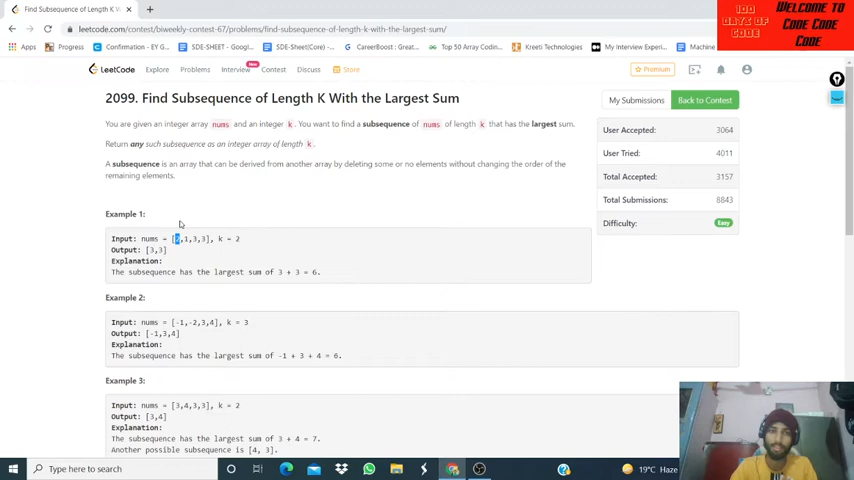 Find Subsequence of Length K Wit
leetcode.com/contest/biweekly-contest-67/problems/find-subsequence-of-length-k-with-the-largest-sum/
Apps
Progress
Confirmation - EY G...
SDE-SHEET - Googl...
SDE-Sheet(Core) -...
CareerBoost : Great...
Top 50 Array Coding...
Kreeti Technologies
My Interview Experi...
Machine
100
DAYS OF
CODE
WELCOME TO
CODE CODE
CODE
LeetCode
Explore
Problems
Interview
New
Contest
Discuss
Store
Premium
2099. Find Subsequence of Length K With the Largest Sum
My Submissions
Back to Contest
You are given an integer array nums and an integer k. You want to find a subsequence of nums of length k that has the largest sum.
Return any such subsequence as an integer array of length k.
A subsequence is an array that can be derived from another array by deleting some or no elements without changing the order of the
remaining elements.
User Accepted: 3064
User Tried: 4011
Total Accepted: 3157
Total Submissions: 8843
Difficulty: Easy
Example 1:
Input: nums = [2,1,3,3], k = 2
Output: [3,3]
Explanation:
The subsequence has the largest sum of 3 + 3 = 6.
Example 2:
Input: nums = [-1,-2,3,4], k = 3
Output: [-1,3,4]
Explanation:
The subsequence has the largest sum of -1 + 3 + 4 = 6.
Example 3:
Input: nums = [3,4,3,3], k = 2
Output: [3,4]
Explanation:
The subsequence has the largest sum of 3 + 4 = 7.
Another possible subsequence is [4, 3].
Type here to search
19°C Haze